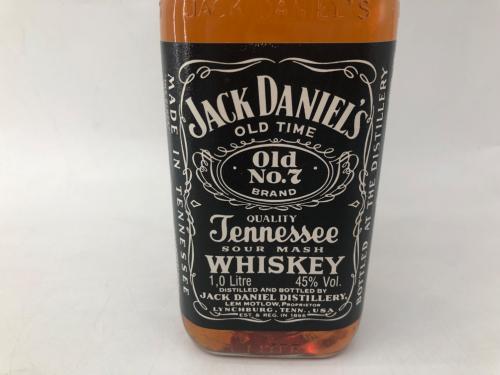 JACK DANIEL'S
JACK DANIEL'S
OLD TIME
Old
No.7
BRAND
QUALITY
Tennessee
SOUR MASH
WHISKEY
1,0 Litre 45% Vol.
DISTILLED AND BOTTLED BY
JACK DANIEL DISTILLERY,
LEM MOTLOW, PROPRIETOR
LYNCHBURG, TENN., USA
EST. & REG. IN 1866
MADE IN TENNESSEE
BOTTLED AT THE DISTILLERY